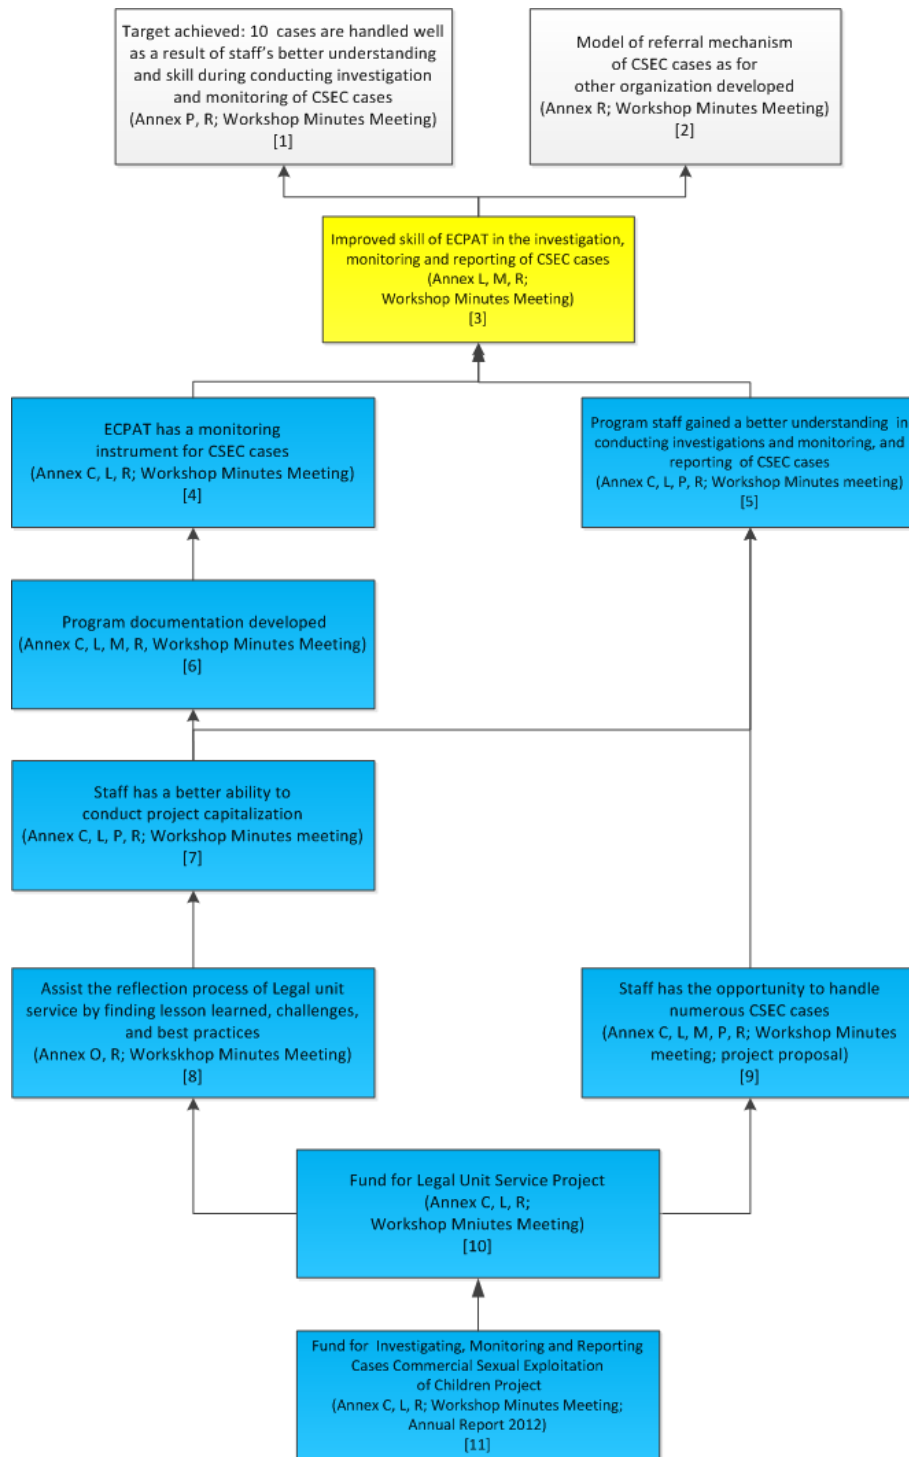 Target achieved: 10 cases are handled well
as a result of staff's better understanding
and skill during conducting investigation
and monitoring of CSEC cases
(Annex P, R; Workshop Minutes Meeting)
[1]
Model of referral mechanism
of CSEC cases as for
other organization developed
(Annex R; Workshop Minutes Meeting)
[2]
Improved skill of ECPAT in the investigation,
monitoring and reporting of CSEC cases
(Annex L, M, R;
Workshop Minutes Meeting)
[3]
ECPAT has a monitoring
instrument for CSEC cases
(Annex C, L, R; Workshop Minutes Meeting)
[4]
Program staff gained a better understanding in
conducting investigations and monitoring, and
reporting of CSEC cases
(Annex C, L, P, R; Workshop Minutes meeting)
[5]
Program documentation developed
(Annex C, L, M, R, Workshop Minutes Meeting)
[6]
Staff has a better ability to
conduct project capitalization
(Annex C, L, P, R; Workshop Minutes meeting)
[7]
Assist the reflection process of Legal unit
service by finding lesson learned, challenges,
and best practices
(Annex O, R; Workskhop Minutes Meeting)
[8]
Staff has the opportunity to handle
numerous CSEC cases
(Annex C, L, M, P, R; Workshop Minutes
meeting; project proposal)
[9]
Fund for Legal Unit Service Project
(Annex C, L, R;
Workshop Mniutes Meeting)
[10]
Fund for Investigating, Monitoring and Reporting
Cases Commercial Sexual Exploitation
of Children Project
(Annex C, L, R; Workshop Minutes Meeting;
Annual Report 2012)
[11]